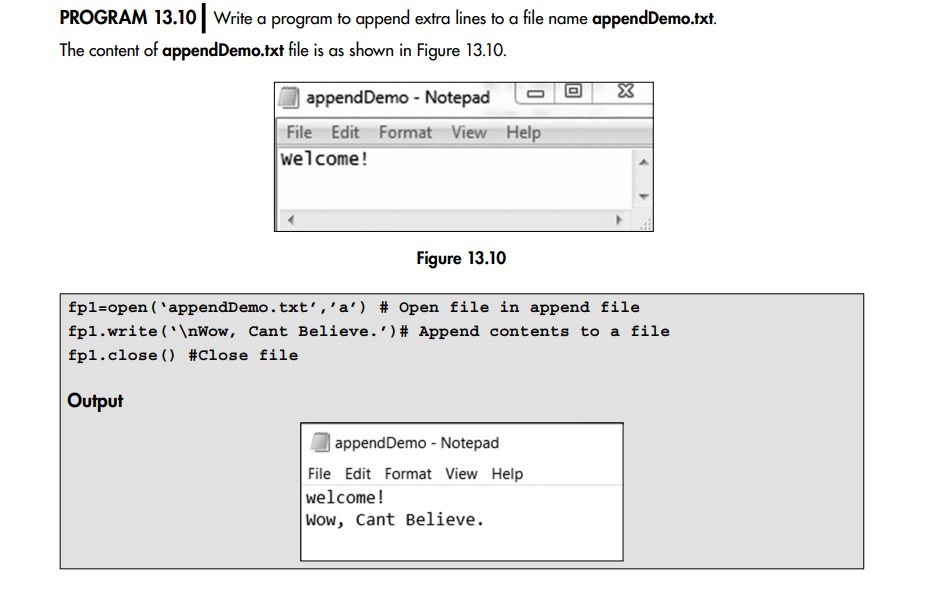 PROGRAM 13.10 Write a program to append extra lines to a file name appendDemo.txt.
The content of appendDemo.txt file is as shown in Figure 13.10.
appendDemo - Notepad
File Edit Format View Help
welcome!
Figure 13.10
fp1=open(‘appendDemo.txt’,’a’) # Open file in append file
fp1.write(‘\nWow, Cant Believe.’)# Append contents to a file
fp1.close() #Close file
Output
appendDemo - Notepad
File Edit Format View Help
welcome!
Wow, Cant Believe.